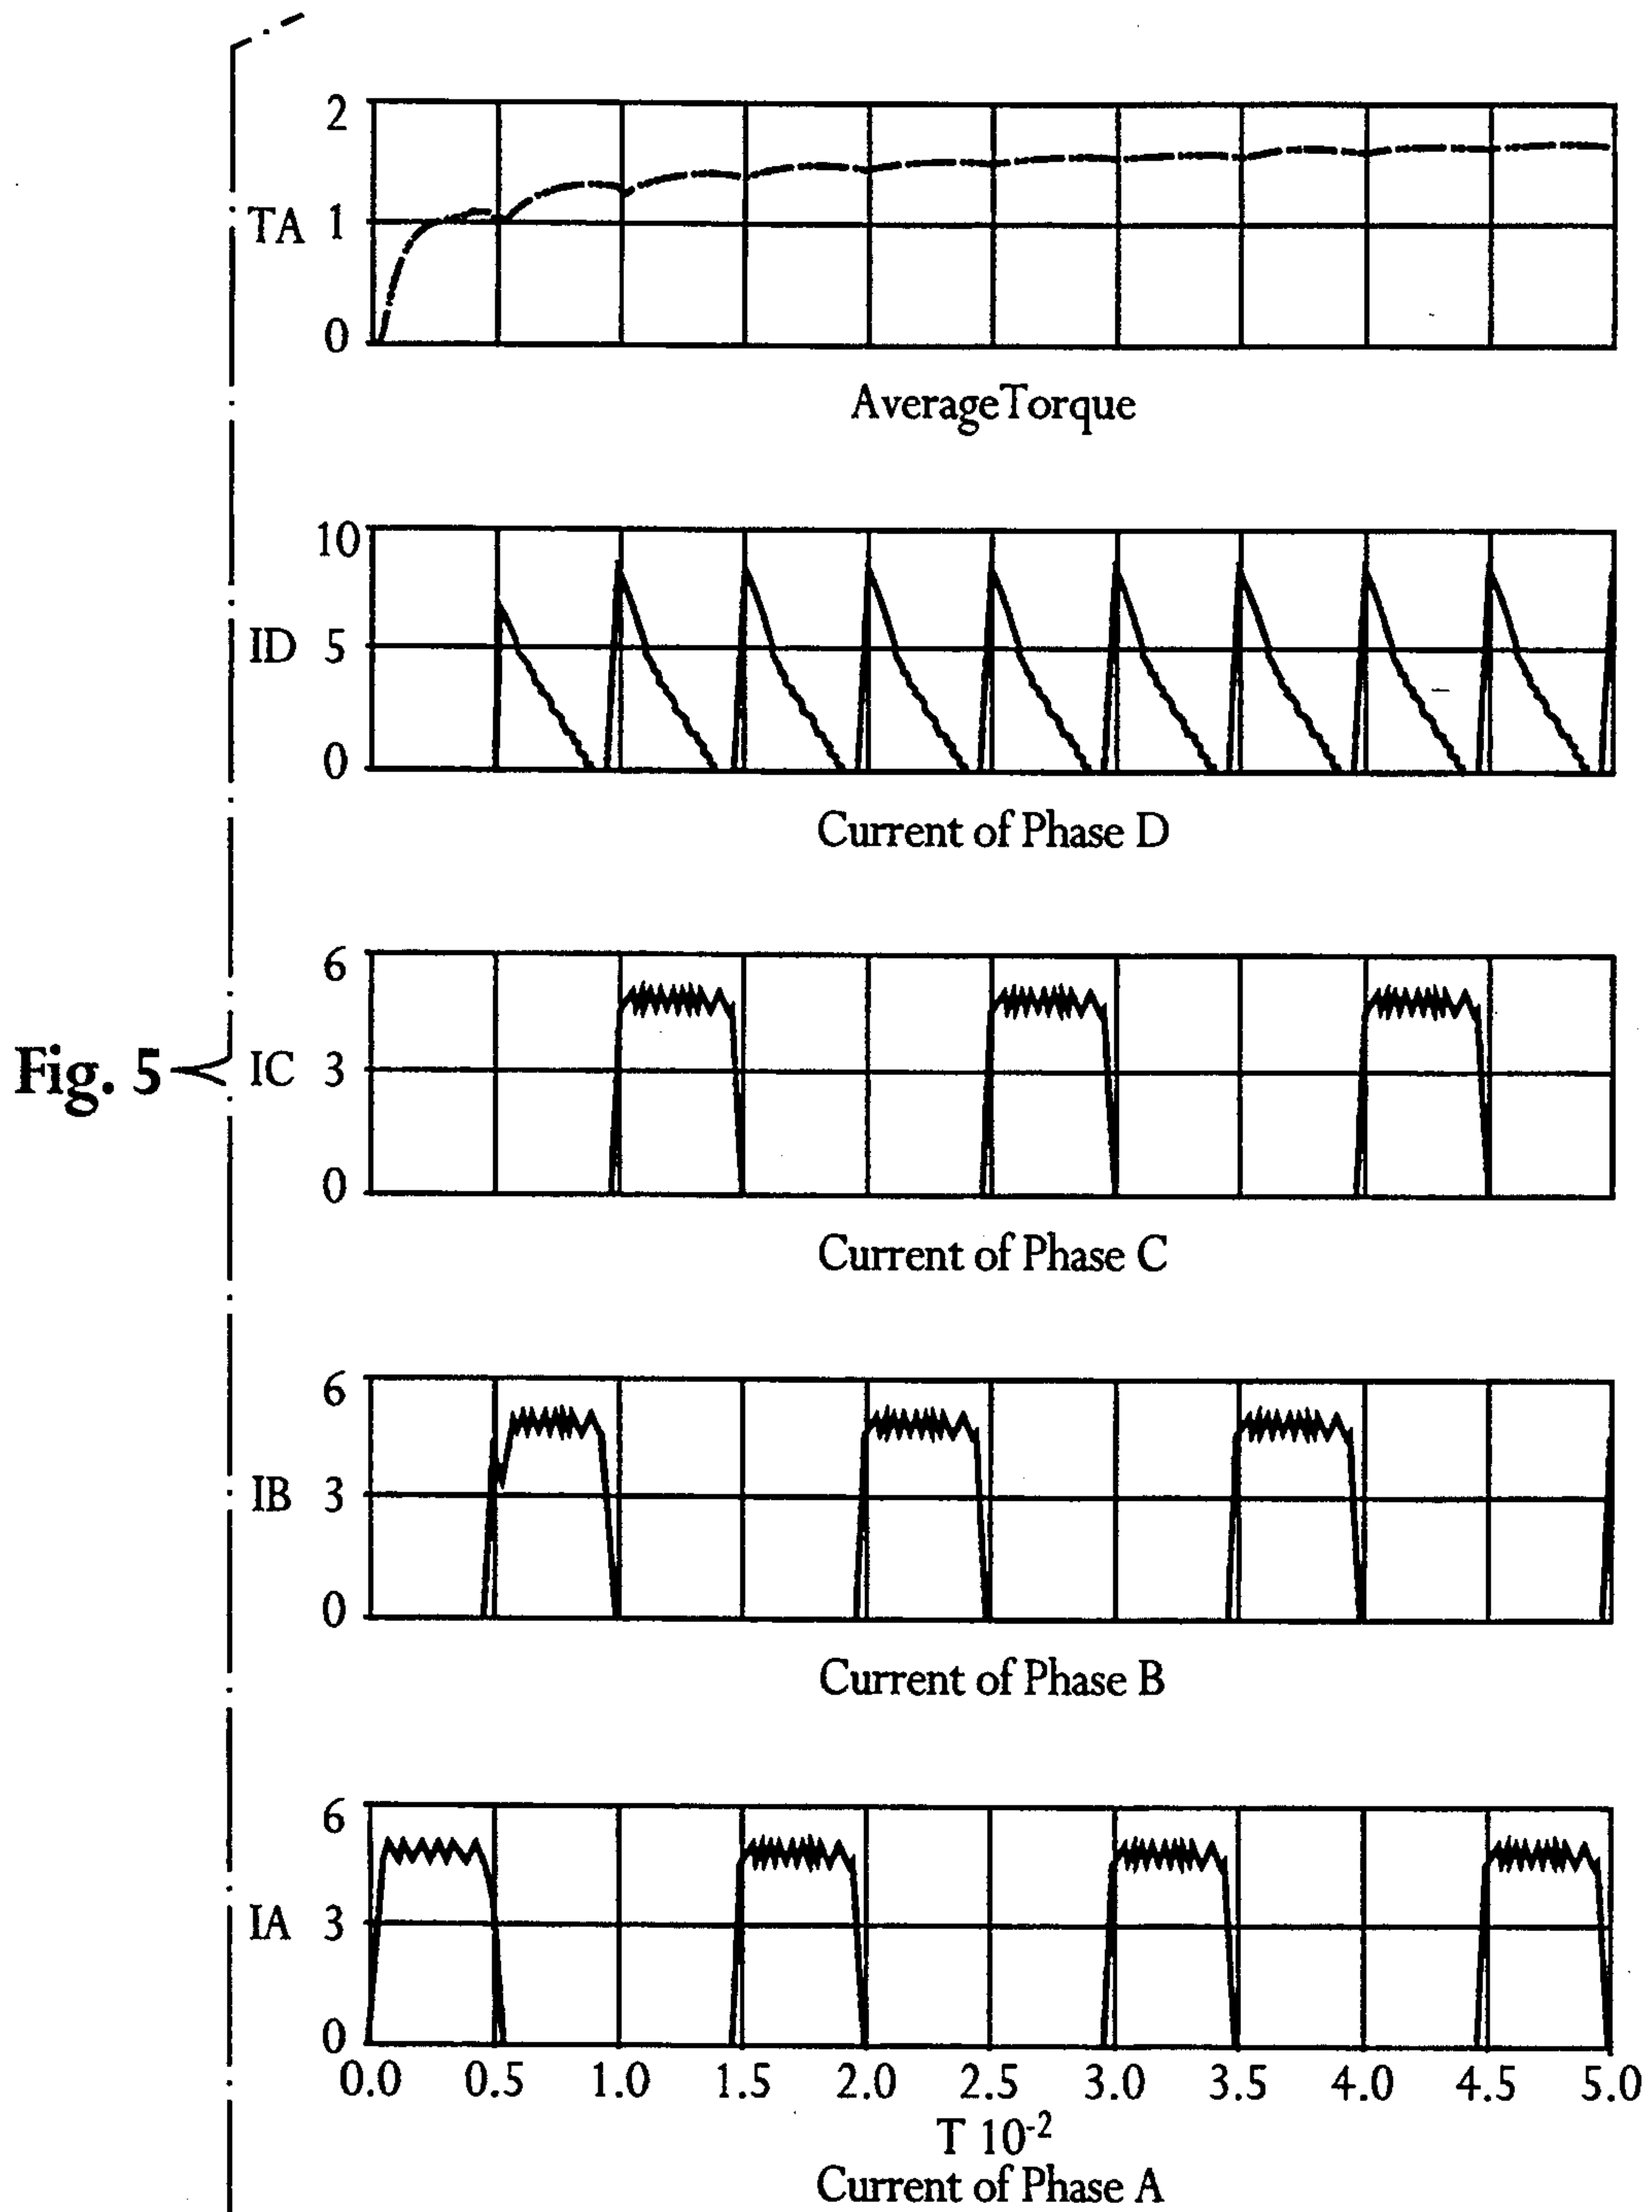 2
TA 1
0
AverageTorque
10
ID 5
0
Current of Phase D
6
Fig. 5 IC 3
0
Current of Phase C
6
IB 3
0
Current of Phase B
6
IA 3
0
0.0 0.5 1.0 1.5 2.0 2.5 3.0 3.5 4.0 4.5 5.0
T 10⁻²
Current of Phase A